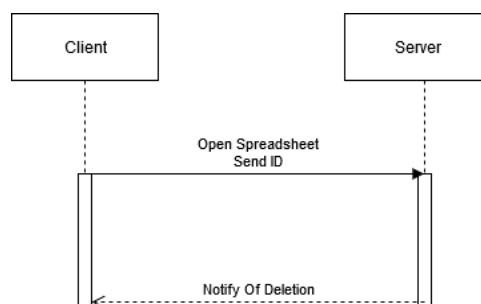 Client
Server
Open Spreadsheet
Send ID
Notify Of Deletion